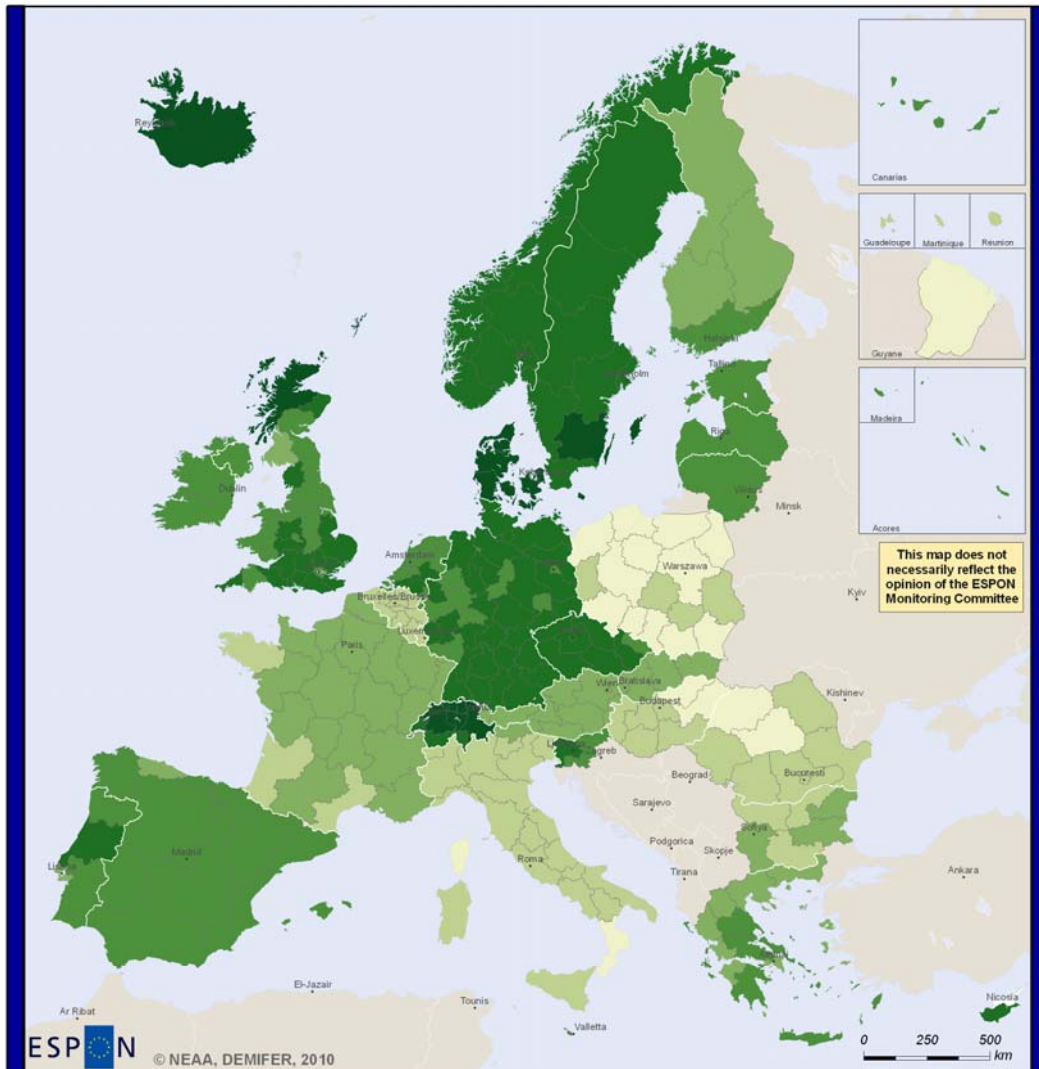 Reykjavik
Canarias
Guadeloupe
Martinique
Reunion
Guyane
Helsinki
Tallinn
Stockholm
Madeira
Riga
Acores
Dublin
Vilnius
Minsk
This map does not
necessarily reflect the
opinion of the ESPON
Monitoring Committee
Amsterdam
Warszawa
Kyiv
Paris
Wien
Bratislava
Budapest
Kishinev
Zagreb
Beograd
Bucuresti
Sarajevo
Sofiya
Podgorica
Skopje
Madrid
Roma
Tirana
Ankara
El-Jazair
Tounis
Nicosia
Ar Ribat
Valletta
ESPON
© NEAA, DEMIFER, 2010
0 250 500
km